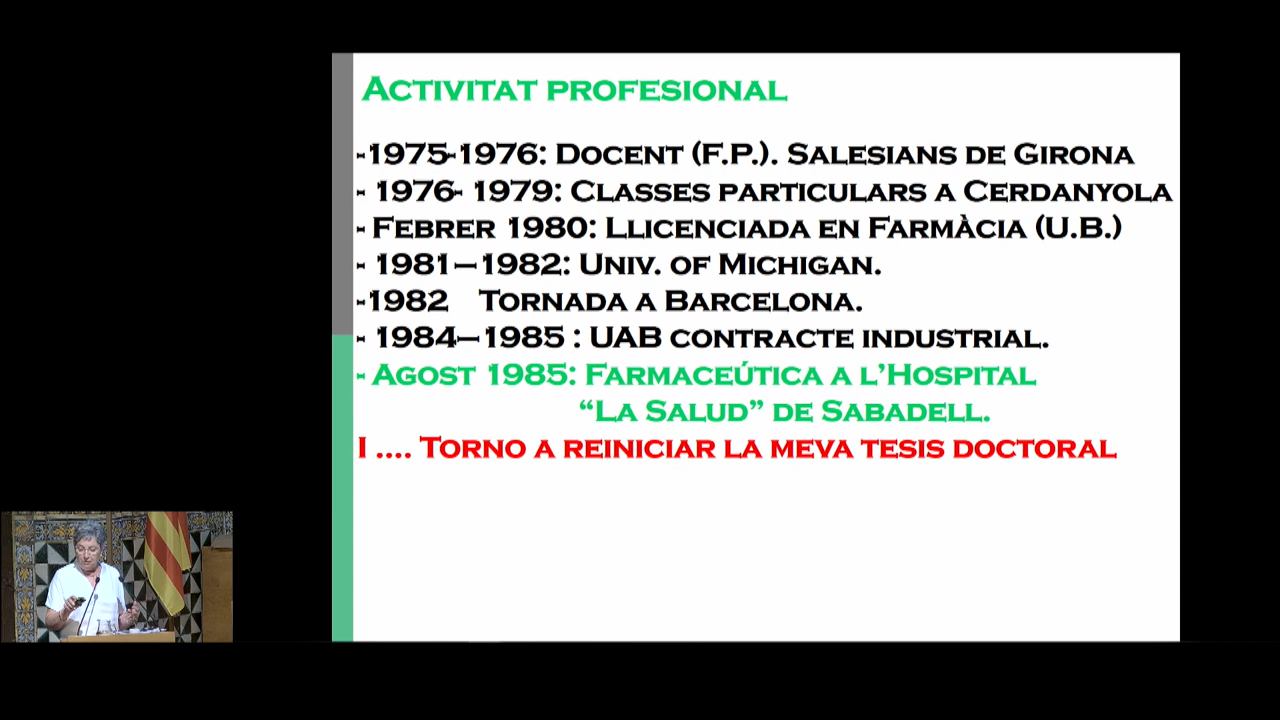 Activitat profesional
-1975-1976: Docent (F.P.). Salesians de Girona
- 1976- 1979: Classes particulars a Cerdanyola
- Febrer 1980: Llicenciada en Farmàcia (U.B.)
- 1981–1982: Univ. of Michigan.
-1982 Tornada a Barcelona.
- 1984–1985 : UAB contracte industrial.
- Agost 1985: Farmaceútica a l’Hospital
“La Salud” de Sabadell.
I .... Torno a reiniciar la meva tesis doctoral